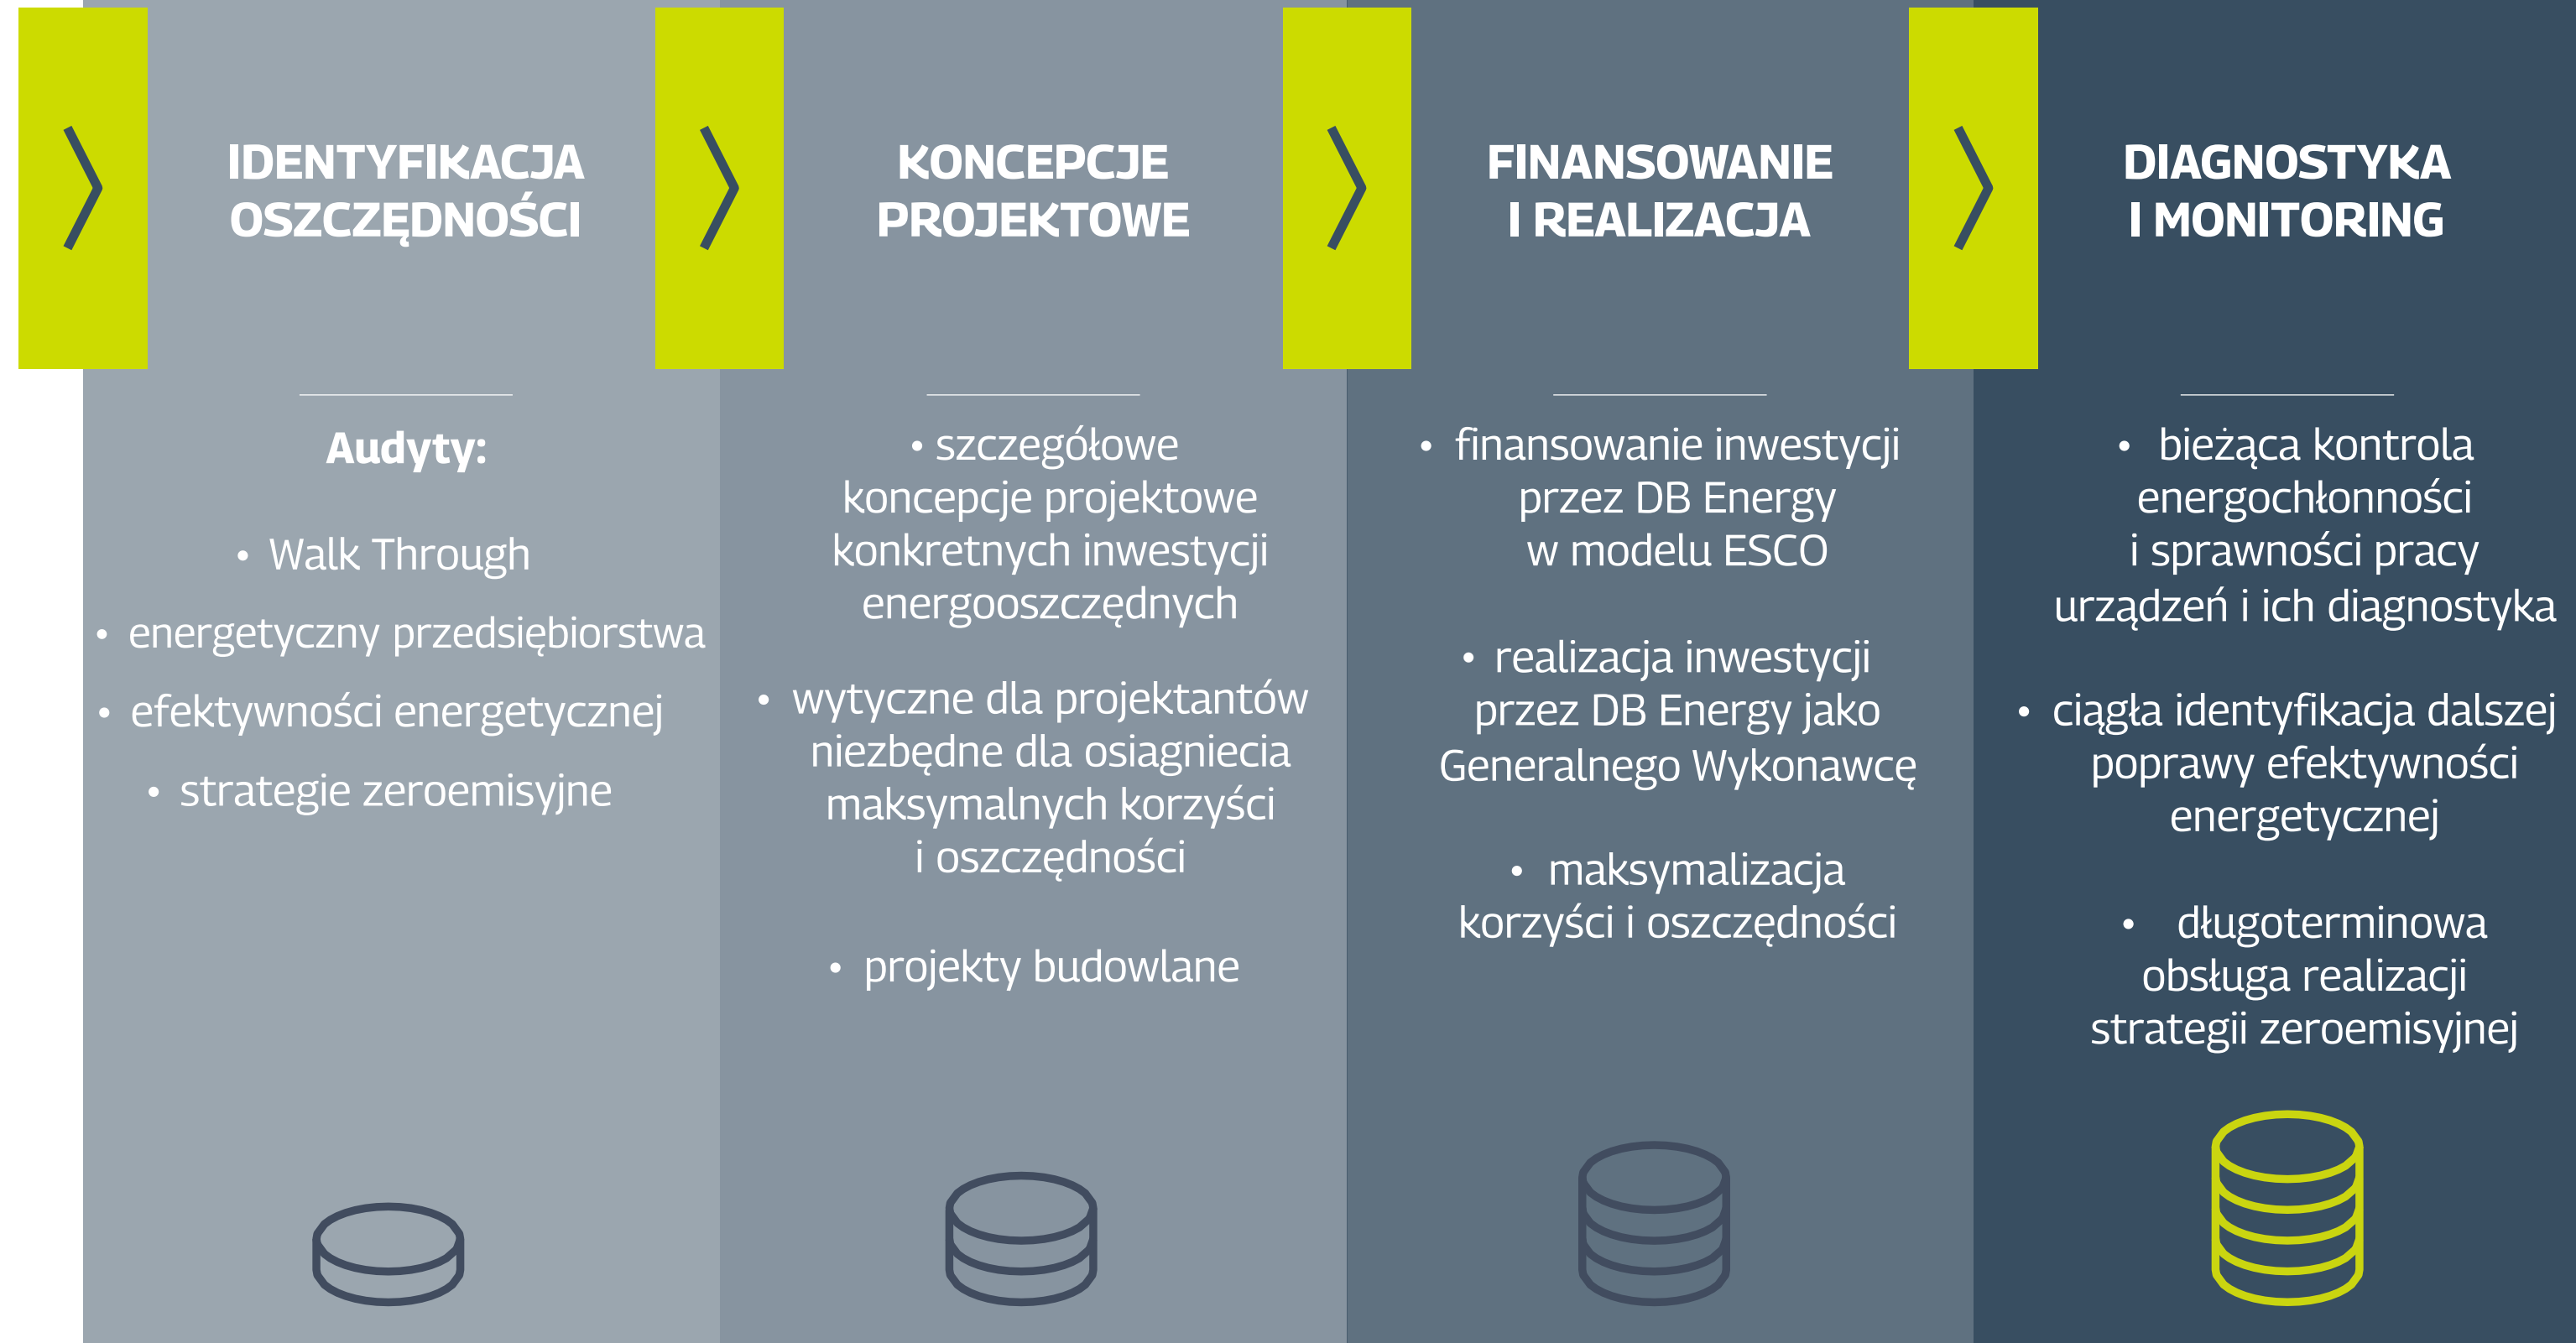 IDENTYFIKACJA
OSZCZĘDNOŚCI
Audyty:
• Walk Through
• energetyczny przedsiębiorstwa
• efektywności energetycznej
• strategie zeroemisyjne
KONCEPCJE
PROJEKTOWE
• szczegółowe
koncepcje projektowe
konkretnych inwestycji
energooszczędnych
• wytyczne dla projektantów
niezbędne dla osiagniecia
maksymalnych korzyści
i oszczędności
• projekty budowlane
FINANSOWANIE
I REALIZACJA
• finansowanie inwestycji
przez DB Energy
w modelu ESCO
• realizacja inwestycji
przez DB Energy jako
Generalnego Wykonawcę
• maksymalizacja
korzyści i oszczędności
DIAGNOSTYKA
I MONITORING
• bieżąca kontrola
energochłonności
i sprawności pracy
urządzeń i ich diagnostyka
• ciągła identyfikacja dalszej
poprawy efektywności
energetycznej
• długoterminowa
obsługa realizacji
strategii zeroemisyjnej